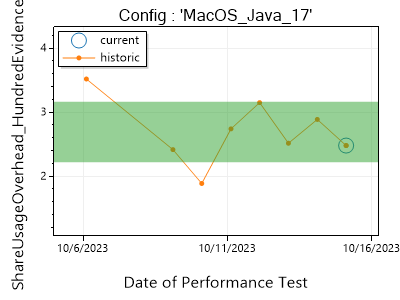 Config : 'MacOS_Java_17'
ShareUsageOverhead_HundredEvidence
current
historic
4
3
2
10/6/2023
10/11/2023
10/16/2023
Date of Performance Test